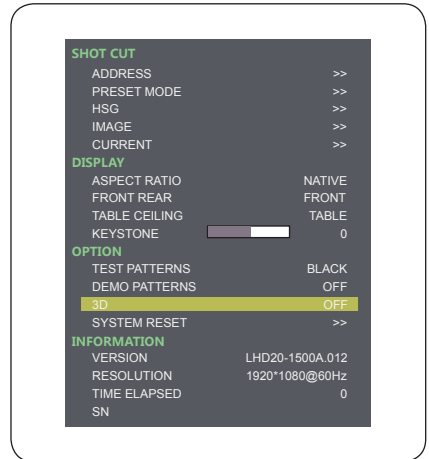 SHOT CUT
ADDRESS >>
PRESET MODE >>
HSG >>
IMAGE >>
CURRENT >>
DISPLAY
ASPECT RATIO NATIVE
FRONT REAR FRONT
TABLE CEILING TABLE
KEYSTONE 0
OPTION
TEST PATTERNS BLACK
DEMO PATTERNS OFF
3D OFF
SYSTEM RESET >>
INFORMATION
VERSION LHD20-1500A.012
RESOLUTION 1920*1080@60Hz
TIME ELAPSED 0
SN